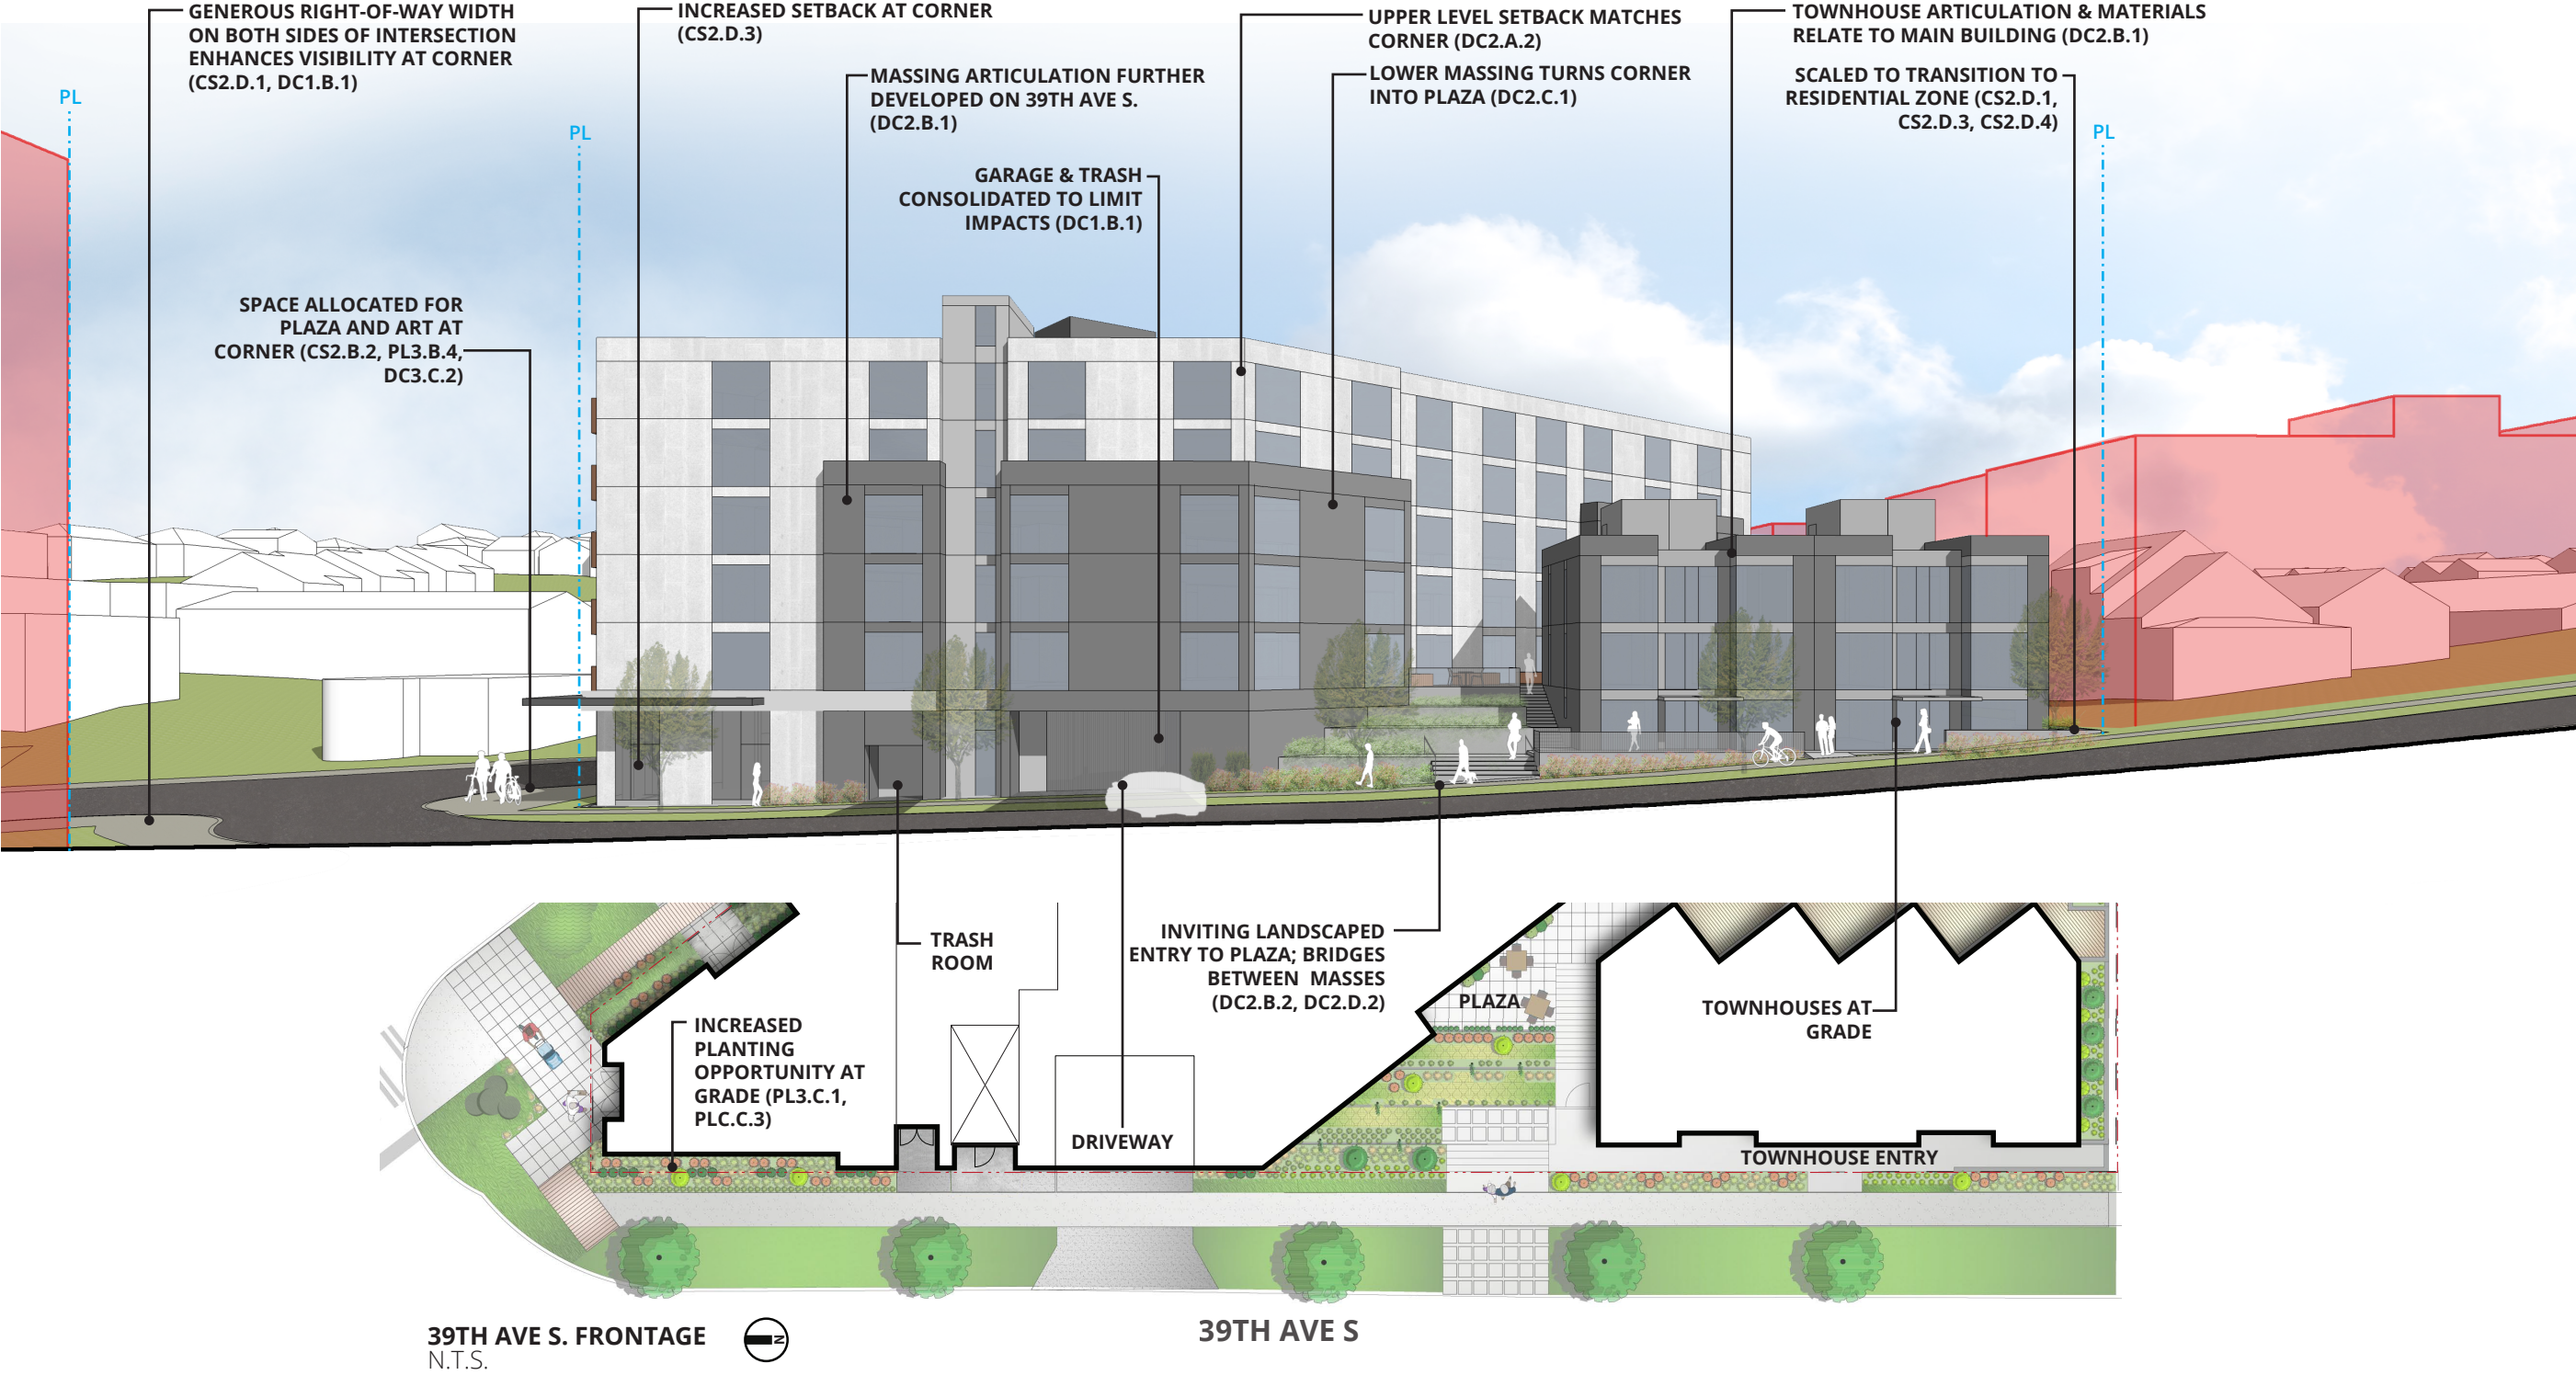 GENEROUS RIGHT-OF-WAY WIDTH
ON BOTH SIDES OF INTERSECTION
ENHANCES VISIBILITY AT CORNER
(CS2.D.1, DC1.B.1)
INCREASED SETBACK AT CORNER
(CS2.D.3)
MASSING ARTICULATION FURTHER
DEVELOPED ON 39TH AVE S.
(DC2.B.1)
GARAGE & TRASH
CONSOLIDATED TO LIMIT
IMPACTS (DC1.B.1)
UPPER LEVEL SETBACK MATCHES
CORNER (DC2.A.2)
LOWER MASSING TURNS CORNER
INTO PLAZA (DC2.C.1)
TOWNHOUSE ARTICULATION & MATERIALS
RELATE TO MAIN BUILDING (DC2.B.1)
SCALED TO TRANSITION TO
RESIDENTIAL ZONE (CS2.D.1,
CS2.D.3, CS2.D.4)
PL
PL
PL
SPACE ALLOCATED FOR
PLAZA AND ART AT
CORNER (CS2.B.2, PL3.B.4,
DC3.C.2)
TRASH
ROOM
INVITING LANDSCAPED
ENTRY TO PLAZA; BRIDGES
BETWEEN MASSES
(DC2.B.2, DC2.D.2)
PLAZA
TOWNHOUSES AT
GRADE
INCREASED
PLANTING
OPPORTUNITY AT
GRADE (PL3.C.1,
PLC.C.3)
DRIVEWAY
TOWNHOUSE ENTRY
39TH AVE S. FRONTAGE
N.T.S.
N
39TH AVE S